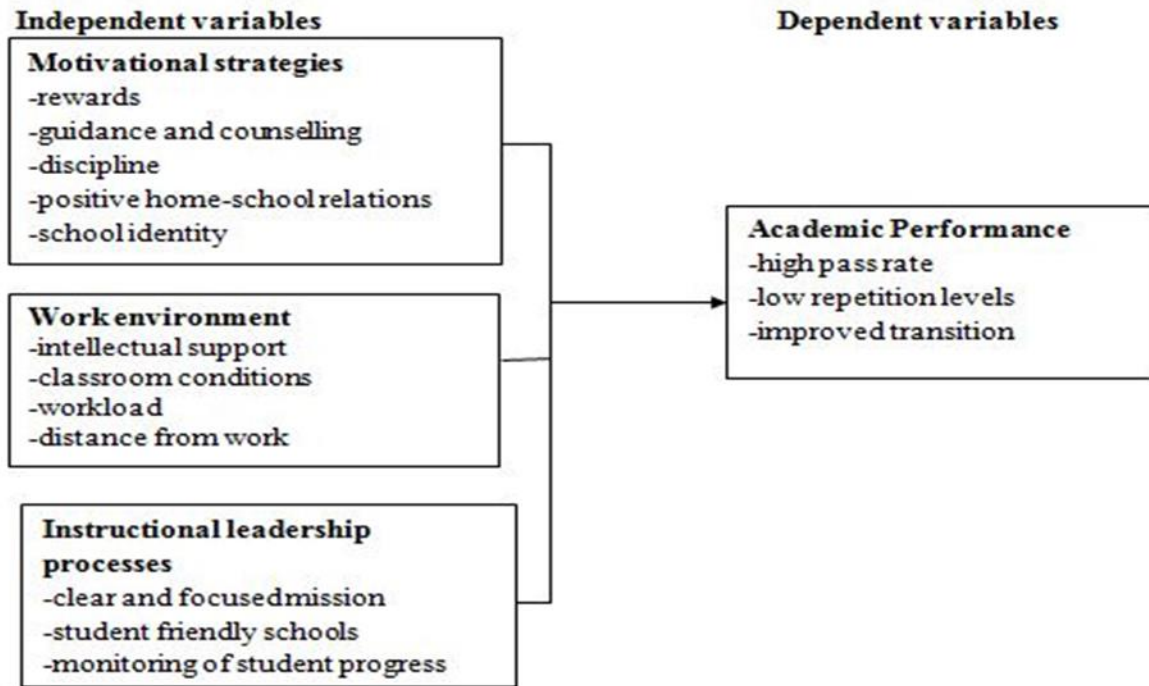 Independent variables
Dependent variables
Motivational strategies
-rewards
-guidance and counselling
-discipline
-positive home-school relations
-school identity
Work environment
-intellectual support
-classroom conditions
-workload
-distance from work
Instructional leadership
processes
-clear and focused mission
-student friendly schools
-monitoring of student progress
Academic Performance
-high pass rate
-low repetition levels
-improved transition